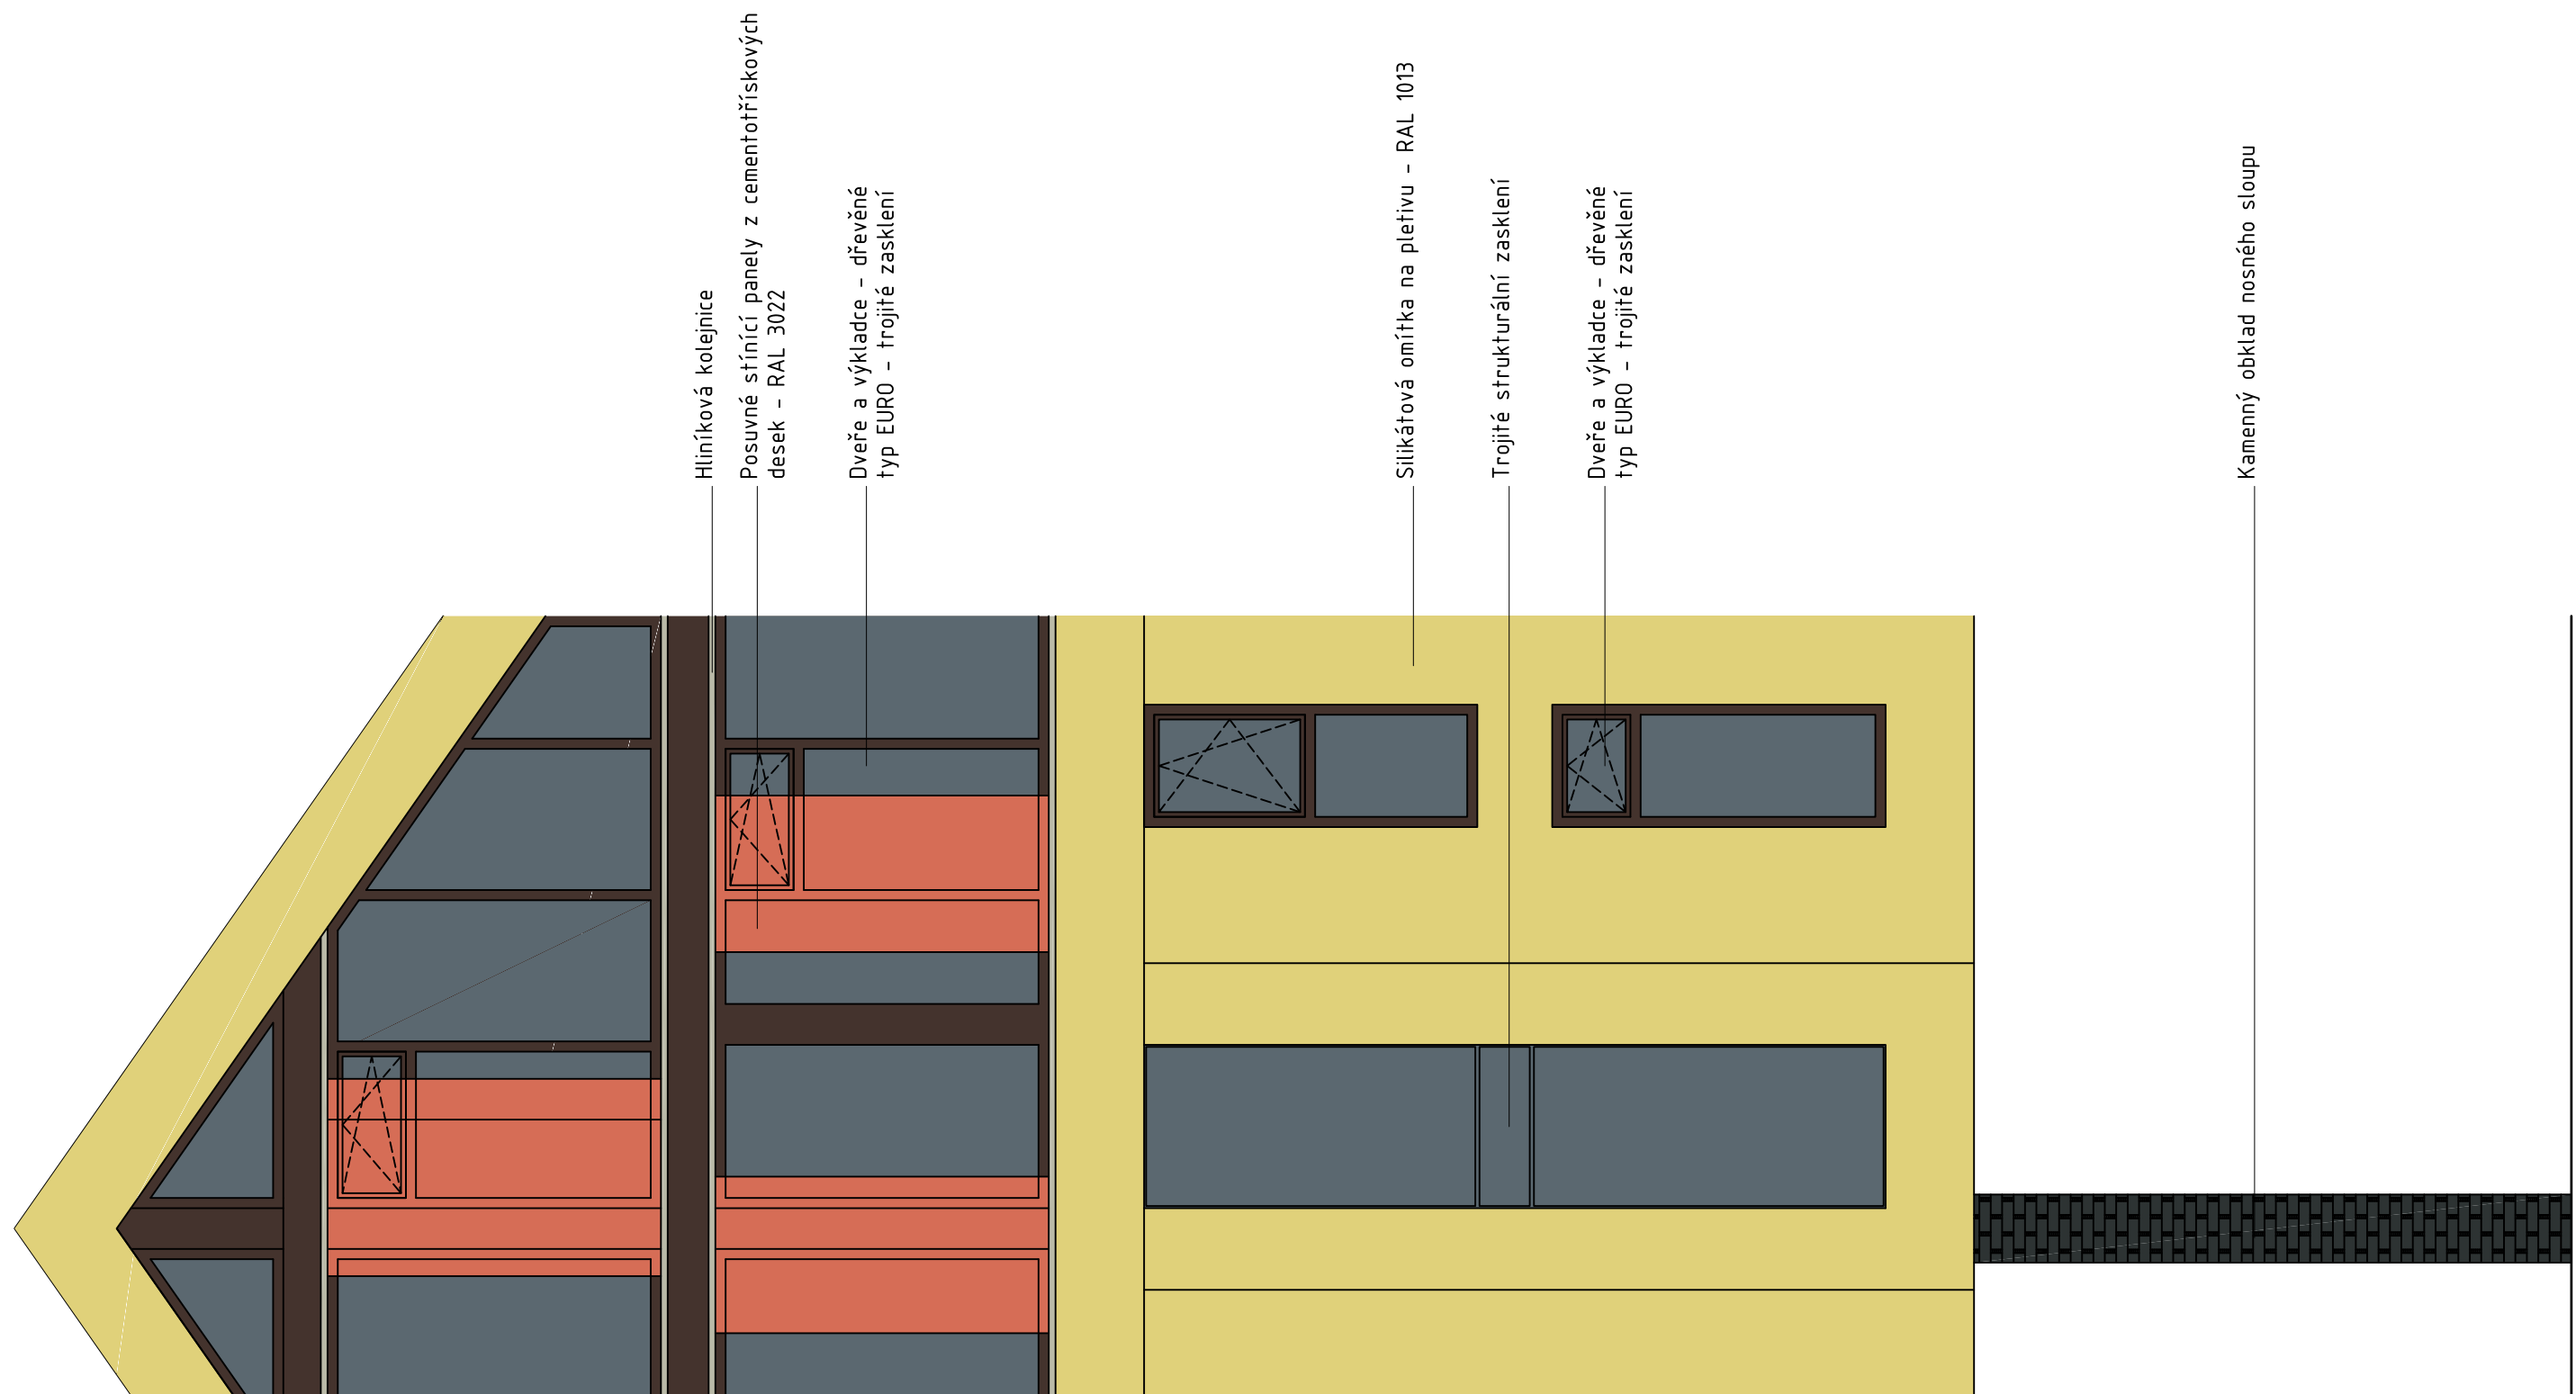 Hliníková kolejnice
Posuvné stínící panely z cementotřískových
desek - RAL 3022
Dveře a výkladce - dřevěné
typ EURO - trojité zasklení
Silikátová omítka na pletivu - RAL 1013
Trojité strukturální zasklení
Dveře a výkladce - dřevěné
typ EURO - trojité zasklení
Kamenný obklad nosného sloupu